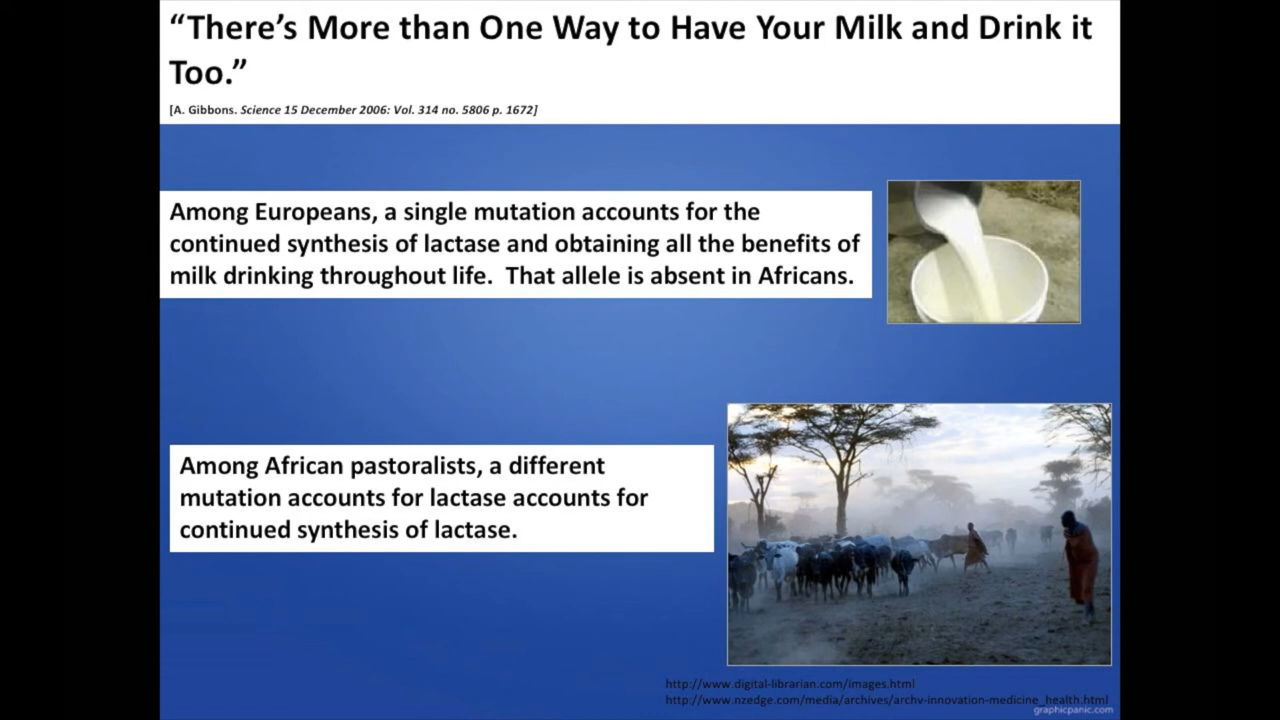 “There’s More than One Way to Have Your Milk and Drink it
Too.”
[A. Gibbons. Science 15 December 2006: Vol. 314 no. 5806 p. 1672]
Among Europeans, a single mutation accounts for the
continued synthesis of lactase and obtaining all the benefits of
milk drinking throughout life.  That allele is absent in Africans.
Among African pastoralists, a different
mutation accounts for lactase accounts for
continued synthesis of lactase.
http://www.digital-librarian.com/images.html
http://www.nzedge.com/media/archives/archv-innovation-medicine_health.html
graphicpanic.com